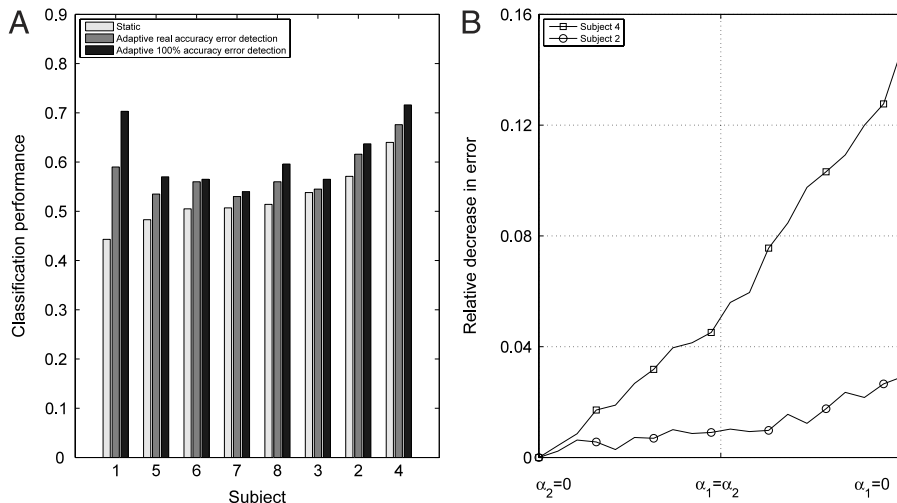 A
0.9
0.8
0.7
0.6
0.5
0.4
0.3
0.2
0.1
0
Classification performance
Static
Adaptive real accuracy error detection
Adaptive 100% accuracy error detection
1 5 6 7 8 3 2 4
Subject
B
0.16
0.12
0.08
0.04
0
Relative decrease in error
Subject 4
Subject 2
α₂=0 α₁=α₂ α₁=0